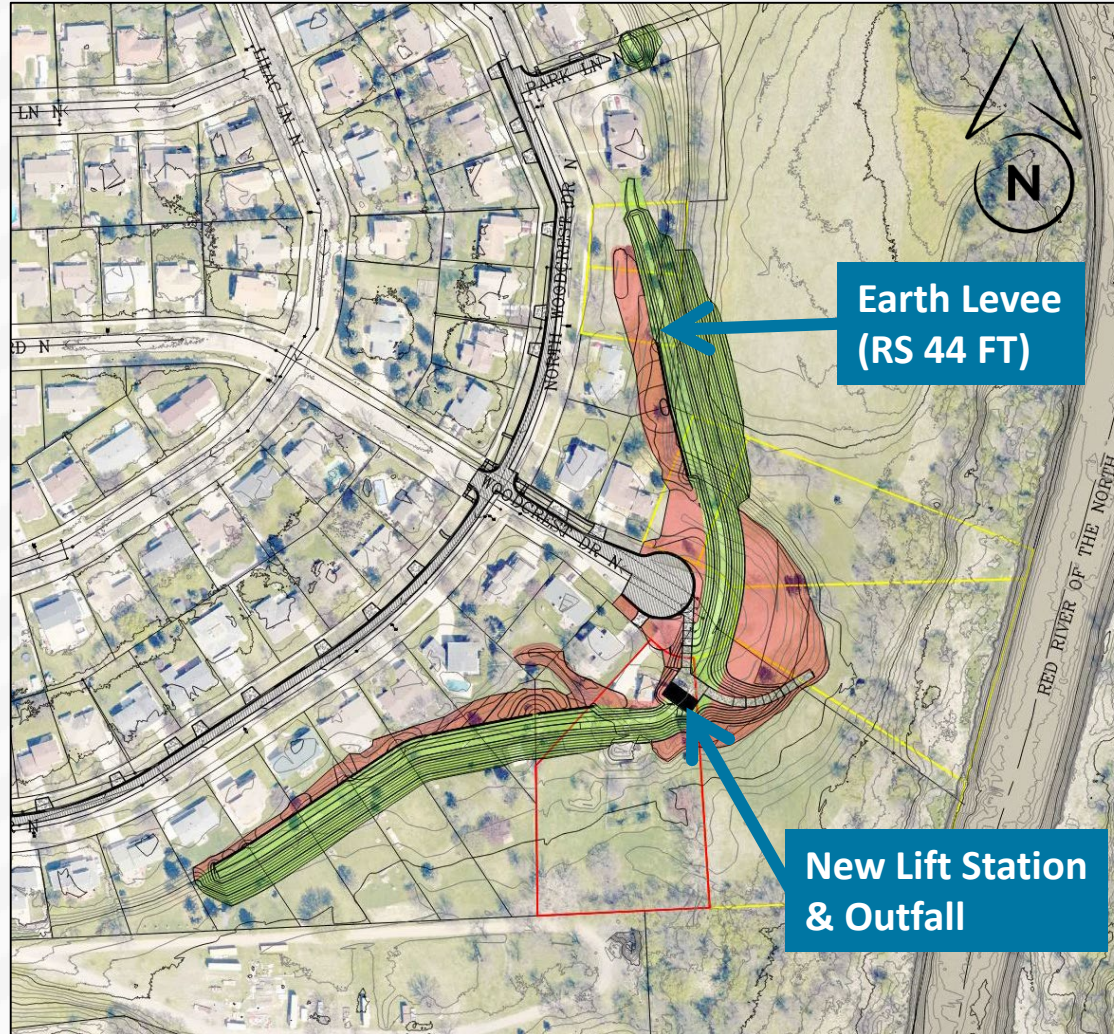 LILAC LN N
PARK LN
LN N
N
NORTH WOODCREST DR N
Earth Levee
(RS 44 FT)
RD N
WOODCREST DR N
RED RIVER OF THE NORTH
New Lift Station
& Outfall
N